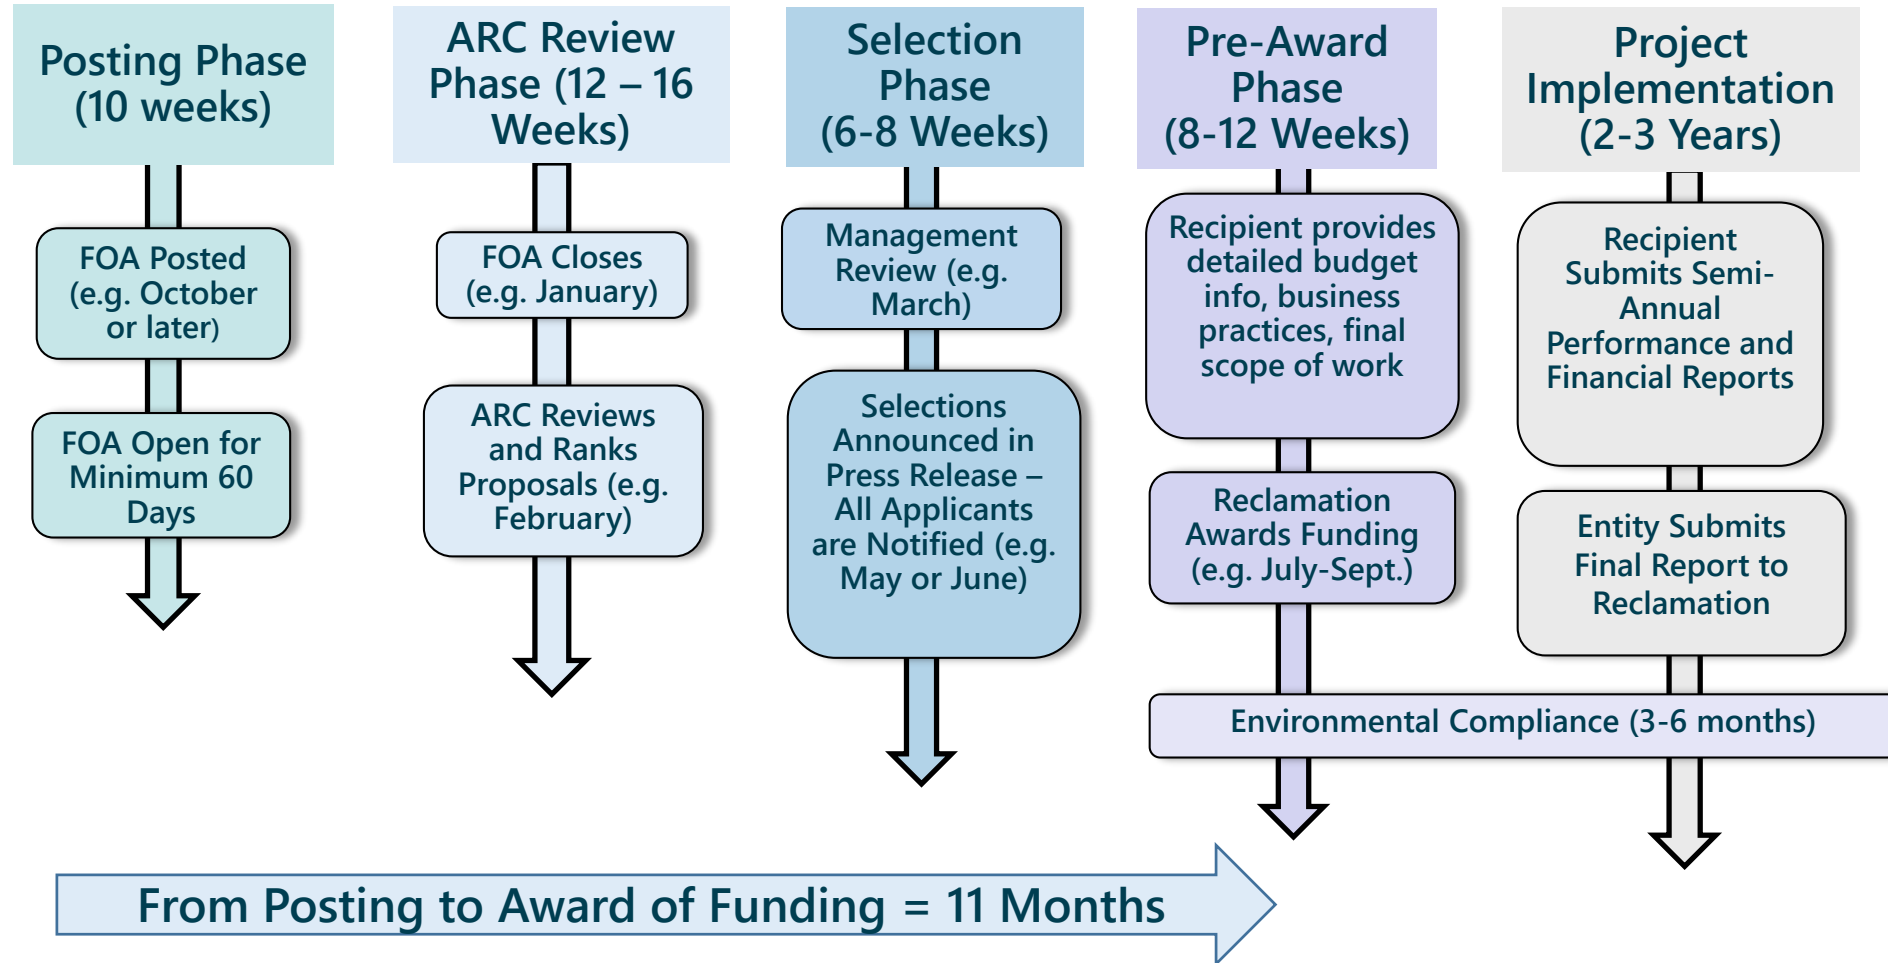 Posting Phase
(10 weeks)
FOA Posted
(e.g. October
or later)
FOA Open for
Minimum 60
Days
ARC Review
Phase (12 – 16
Weeks)
FOA Closes
(e.g. January)
ARC Reviews
and Ranks
Proposals (e.g.
February)
Selection
Phase
(6-8 Weeks)
Management
Review (e.g.
March)
Selections
Announced in
Press Release –
All Applicants
are Notified (e.g.
May or June)
Pre-Award
Phase
(8-12 Weeks)
Recipient provides
detailed budget
info, business
practices, final
scope of work
Reclamation
Awards Funding
(e.g. July-Sept.)
Project
Implementation
(2-3 Years)
Recipient
Submits Semi-
Annual
Performance and
Financial Reports
Entity Submits
Final Report to
Reclamation
Environmental Compliance (3-6 months)
From Posting to Award of Funding = 11 Months